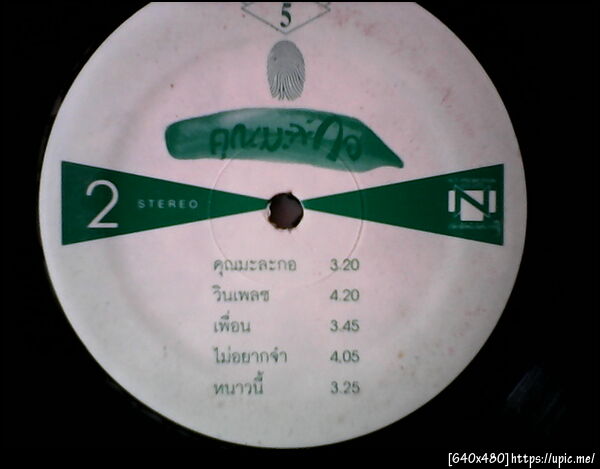 5
คุณมะละกอ
2
STEREO
N
คุณมะละกอ 3.20
วินเพลซ 4.20
เพื่อน 3.45
ไม่อยากจำ 4.05
หนาวนี้ 3.25
[640x480]https://upic.me/